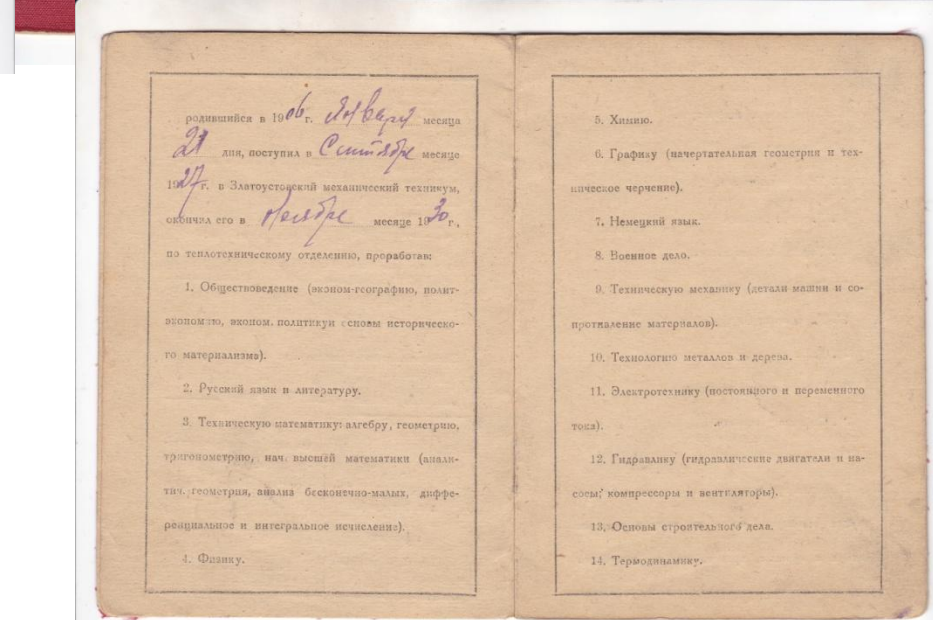 родившийся в 1906 г. Января месяца
21 дня, поступил в Сентябре месяце
1927 г. в Златоустовский механический техникум,
окончил его в Ноябре месяце 1930 г.,
по теплотехническому отделению, проработав:
1. Обществоведение (эконом-географию, полит-
экономию, эконом. политику и основы историческо-
го материализма).
2. Русский язык и литературу.
3. Техническую математику: алгебру, геометрию,
тригонометрию, нач. высшей математики (анали-
тич. геометрия, анализ бесконечно-малых, диффе-
ренциальное и интегральное исчисление).
4. Физику.
5. Химию.
6. Графику (начертательная геометрия и тех-
ническое черчение).
7. Немецкий язык.
8. Военное дело.
9. Техническую механику (детали машин и со-
противление материалов).
10. Технологию металлов и дерева.
11. Электротехнику (постоянного и переменного
тока).
12. Гидравлику (гидравлические двигатели и на-
сосы; компрессоры и вентиляторы).
13. Основы строительного дела.
14. Термодинамику.